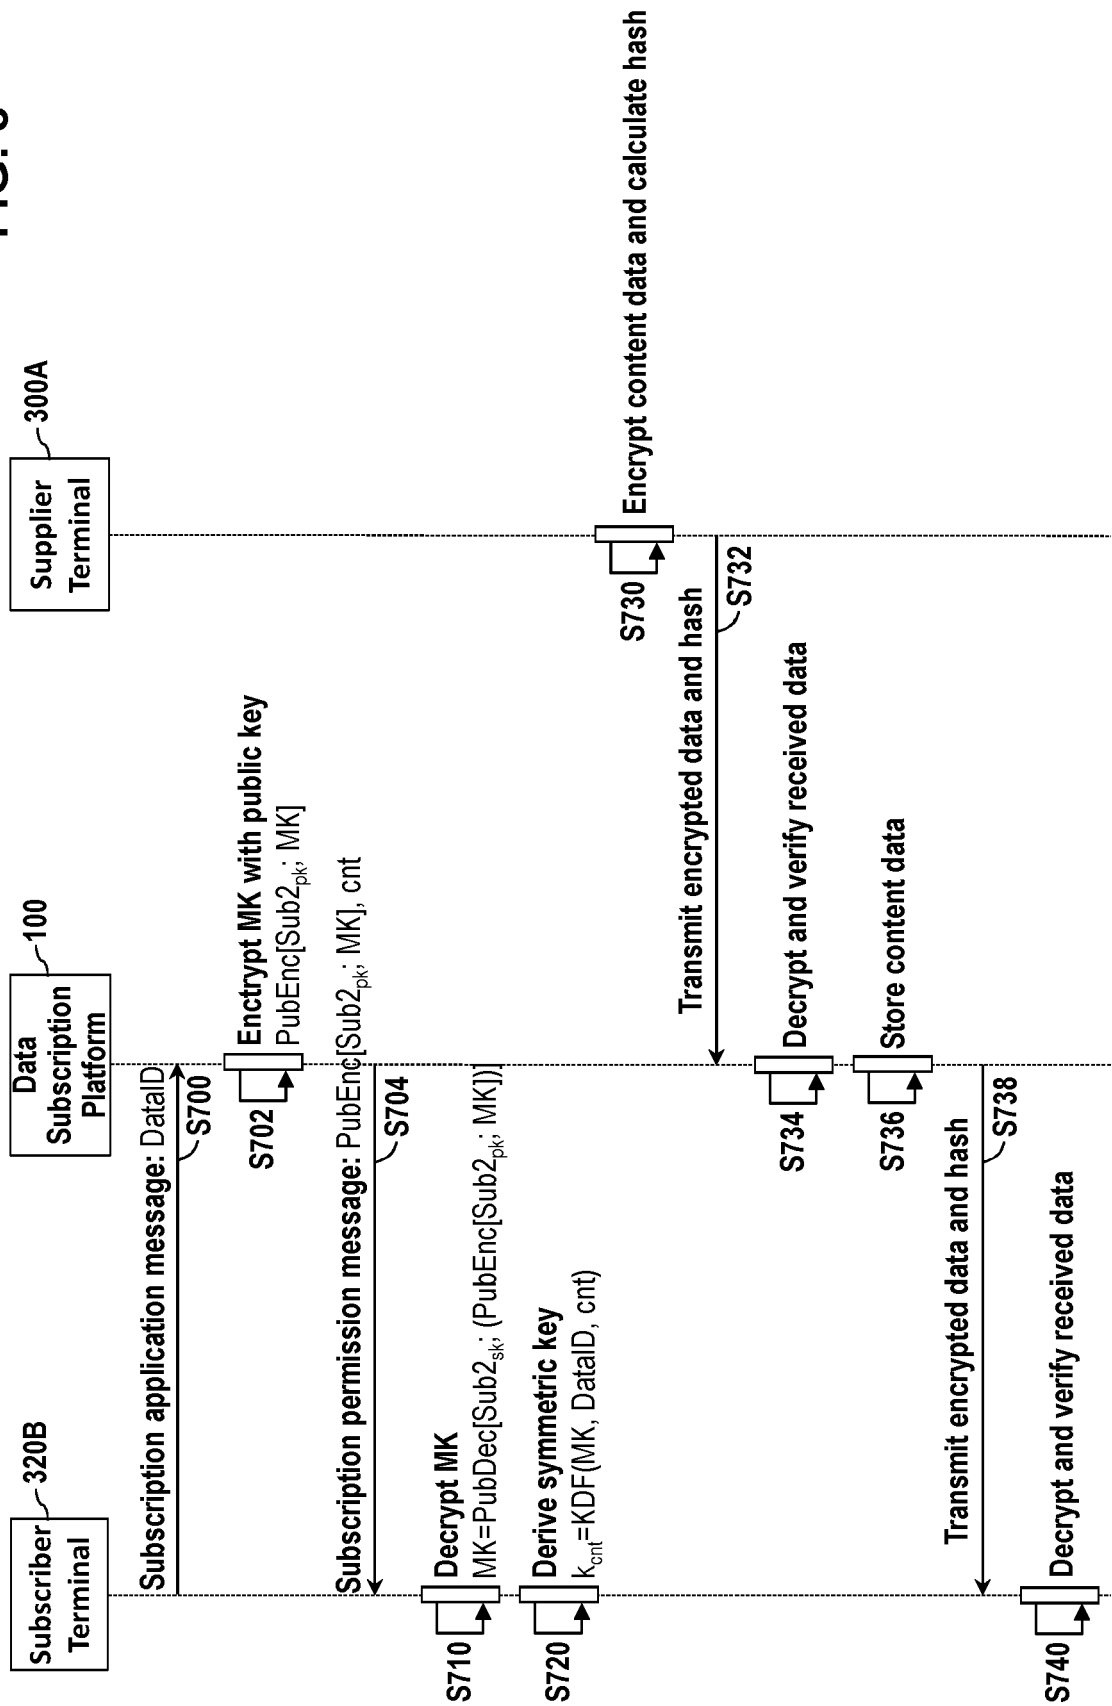 Subscriber
Terminal
320B
Data
Subscription
Platform
100
Supplier
Terminal
300A
Subscription application message: DataID
S700
Enctrypt MK with public key
PubEnc[Sub2pk; MK]
S702
Subscription permission message: PubEnc[Sub2pk; MK], cnt
S704
Decrypt MK
MK=PubDec[Sub2sk; (PubEnc[Sub2pk; MK])]
S710
Derive symmetric key
kcnt=KDF(MK, DataID, cnt)
S720
Encrypt content data and calculate hash
S730
Transmit encrypted data and hash
S732
Decrypt and verify received data
S734
Store content data
S736
Transmit encrypted data and hash
S738
Decrypt and verify received data
S740